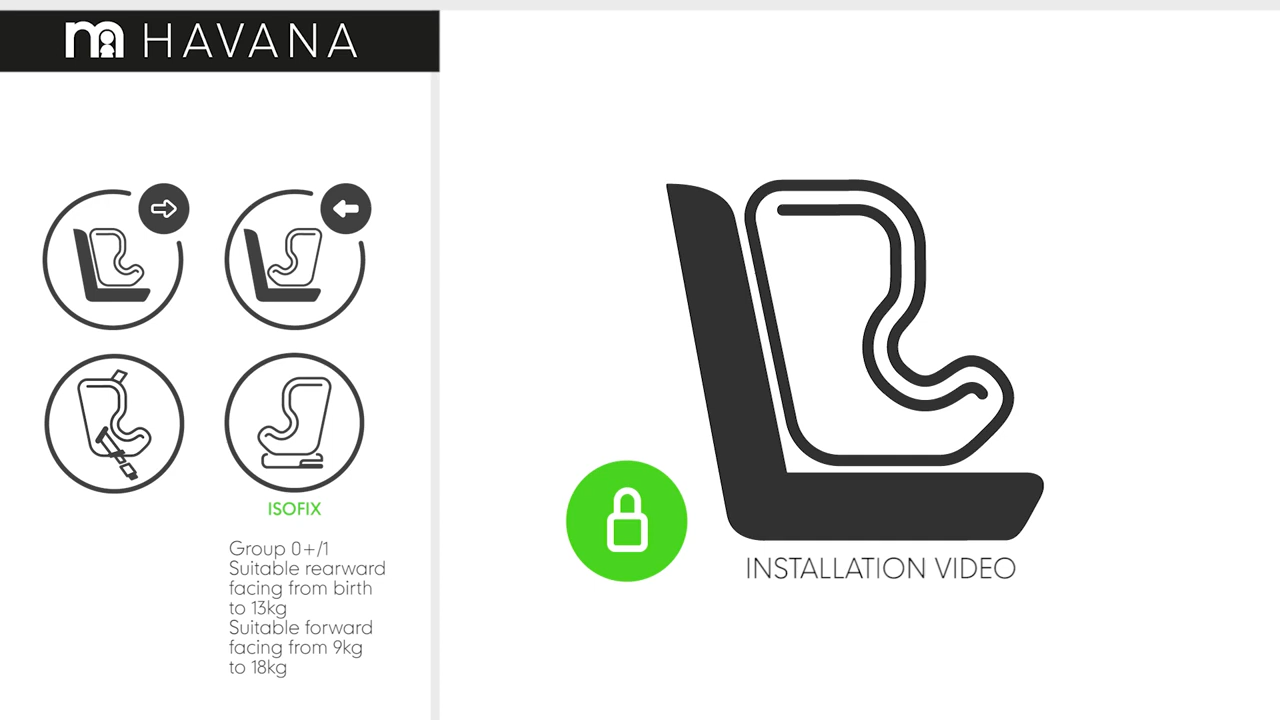 m HAVANA
ISOFIX
Group 0+/1
Suitable rearward
facing from birth
to 13kg
Suitable forward
facing from 9kg
to 18kg
INSTALLATION VIDEO